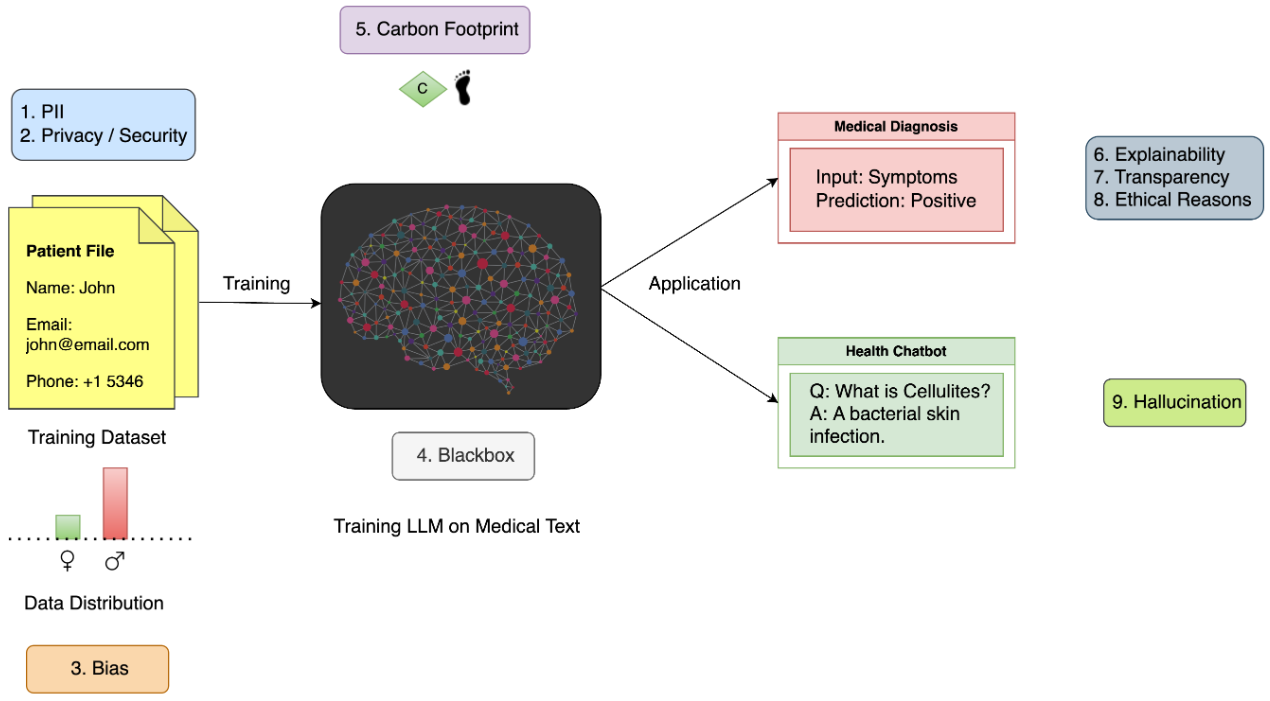 5. Carbon Footprint
C
1. PII
2. Privacy / Security
Patient File
Name: John
Email:
john@email.com
Phone: +1 5346
Training Dataset
Data Distribution
3. Bias
Training
4. Blackbox
Training LLM on Medical Text
Application
Medical Diagnosis
Input: Symptoms
Prediction: Positive
Health Chatbot
Q: What is Cellulites?
A: A bacterial skin
infection.
6. Explainability
7. Transparency
8. Ethical Reasons
9. Hallucination